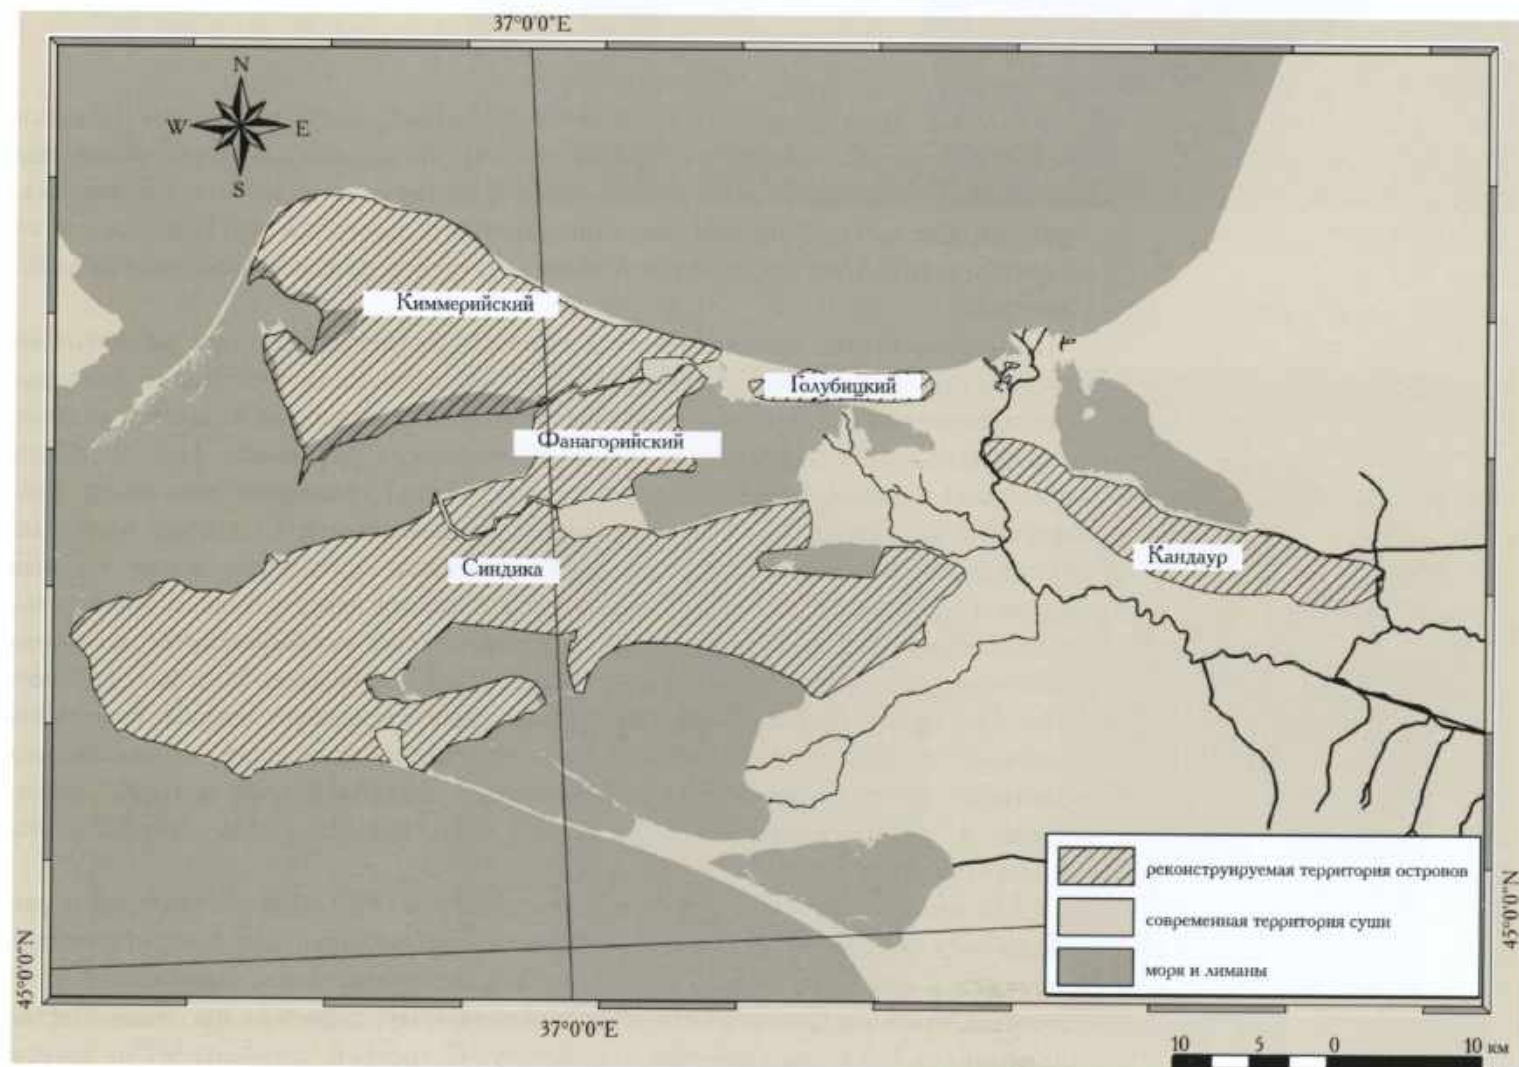 37°0'0"E
N
W E
S
Киммерийский
Голубицкий
Фанагорийский
Синдика
Кандаур
реконструируемая территория островов
современная территория суши
моря и лиманы
45°0'0"N
45°0'0"N
37°0'0"E
10 5 0 10 км